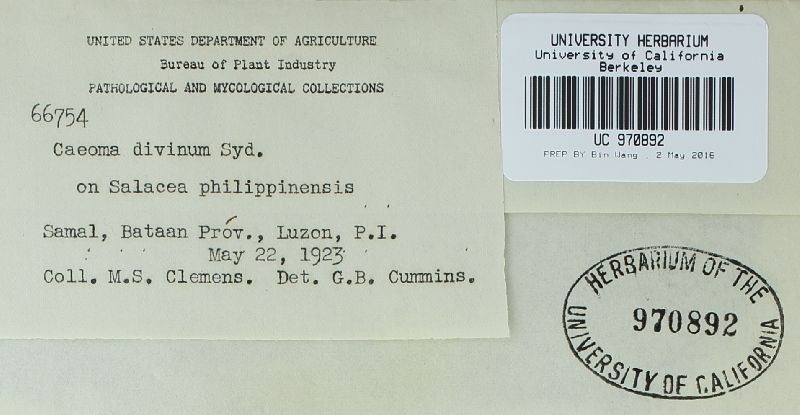 UNITED STATES DEPARTMENT OF AGRICULTURE
Bureau of Plant Industry
PATHOLOGICAL AND MYCOLOGICAL COLLECTIONS
66754
Caeoma divinum Syd.
on Salacea philippinensis
Samal, Bataan Prov., Luzon, P.I.
May 22, 1923
Coll. M.S. Clemens. Det. G.B. Cummins.
UNIVERSITY HERBARIUM
University of California
Berkeley
UC 970892
PREP BY Bin Wang . 2 May 2016
HERBARIUM OF THE
970892
UNIVERSITY OF CALIFORNIA